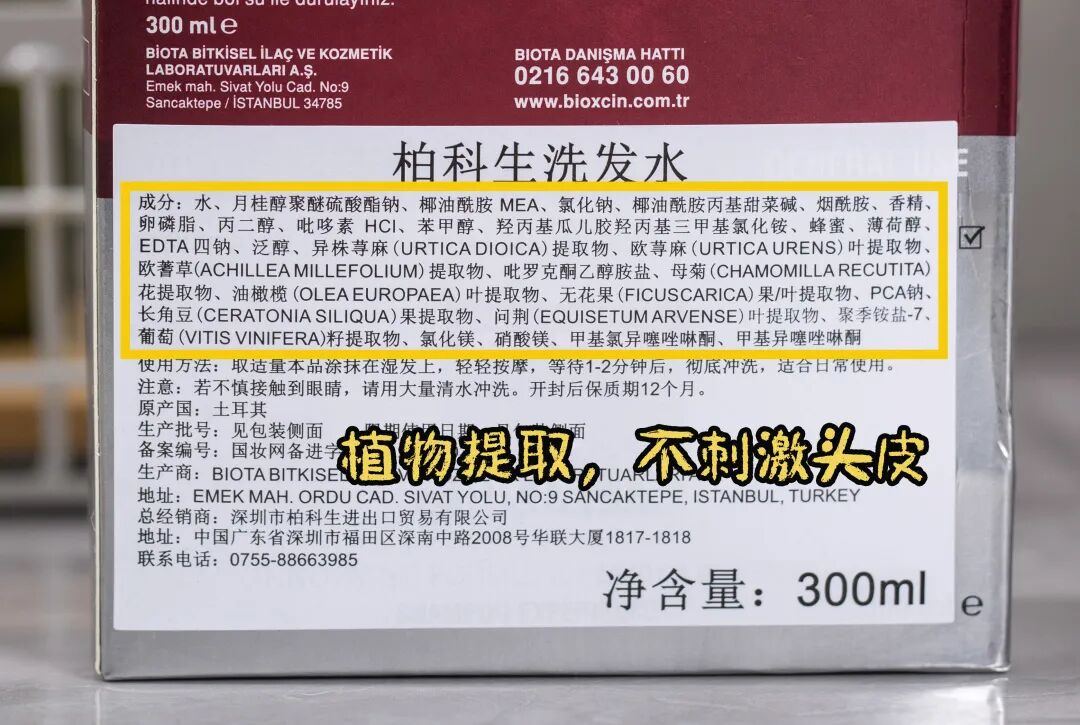 halinde bol su ile durulayınız.
300 ml℮
BİOTA BİTKİSEL İLAÇ VE KOZMETİK
LABORATUVARLARI A.Ş.
Emek mah. Sivat Yolu Cad. No:9
Sancaktepe / İSTANBUL 34785
BIOTA DANIŞMA HATTI
0216 643 00 60
www.bioxcin.com.tr
柏科生洗发水
GENERAL USE
成分：水、月桂醇聚醚硫酸酯钠、椰油酰胺 MEA、氯化钠、椰油酰胺丙基甜菜碱、烟酰胺、香精、
卵磷脂、丙二醇、吡哆素 HCI、苯甲醇、羟丙基瓜儿胶羟丙基三甲基氯化铵、蜂蜜、薄荷醇、
EDTA 四钠、泛醇、异株荨麻(URTICA DIOICA) 提取物、欧荨麻(URTICA URENS)叶提取物、
欧蓍草(ACHILLEA MILLEFOLIUM) 提取物、吡罗克酮乙醇胺盐、母菊(CHAMOMILLA RECUTITA)
花提取物、油橄榄 (OLEA EUROPAEA) 叶提取物、无花果(FICUSCARICA) 果/叶提取物、PCA钠、
长角豆(CERATONIA SILIQUA) 果提取物、问荆(EQUISETUM ARVENSE)叶提取物、聚季铵盐-7、
葡萄(VITIS VINIFERA)籽提取物、氯化镁、硝酸镁、甲基氯异噻唑啉酮、甲基异噻唑啉酮
使用方法：取适量本品涂抹在湿发上，轻轻按摩，等待1-2分钟后，彻底冲洗，适合日常使用。
注意：若不慎接触到眼睛，请用大量清水冲洗。开封后保质期12个月。
原产国：土耳其
生产批号：见包装侧面
备案编号：国妆网备进字
植物提取，不刺激头皮
生产商：BIOTA BITKISEL
地址：EMEK MAH. ORDU CAD. SIVAT YOLU, NO:9 SANCAKTEPE, ISTANBUL, TURKEY
总经销商：深圳市柏科生进出口贸易有限公司
地址：中国广东省深圳市福田区深南中路2008号华联大厦1817-1818
联系电话：0755-88663985
净含量：300ml ℮